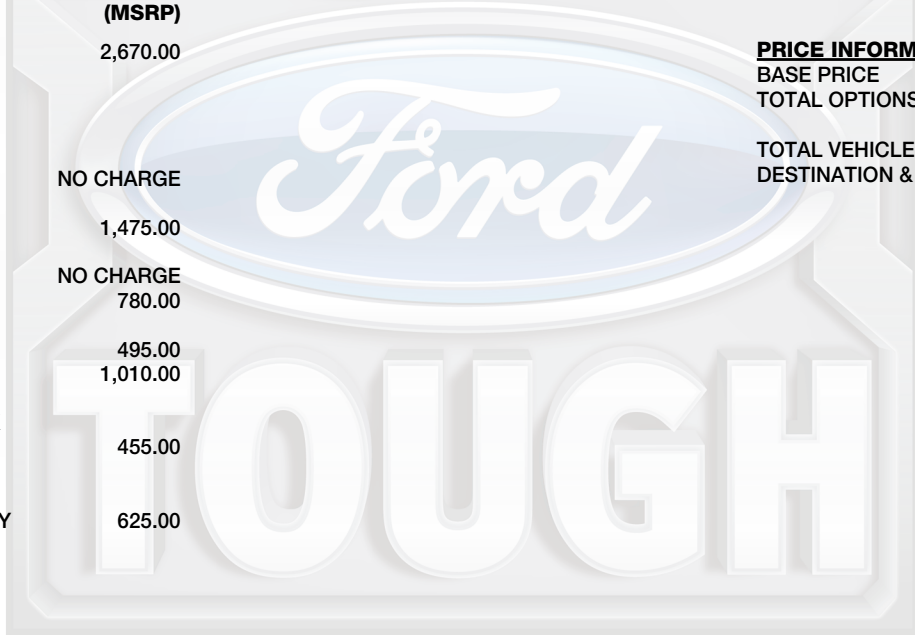 (MSRP)
2,670.00
NO CHARGE
1,475.00
NO CHARGE
780.00
495.00
1,010.00
455.00
Y 625.00
PRICE INFORM
BASE PRICE
TOTAL OPTIONS
TOTAL VEHICLE
DESTINATION &
Ford
TOUGH